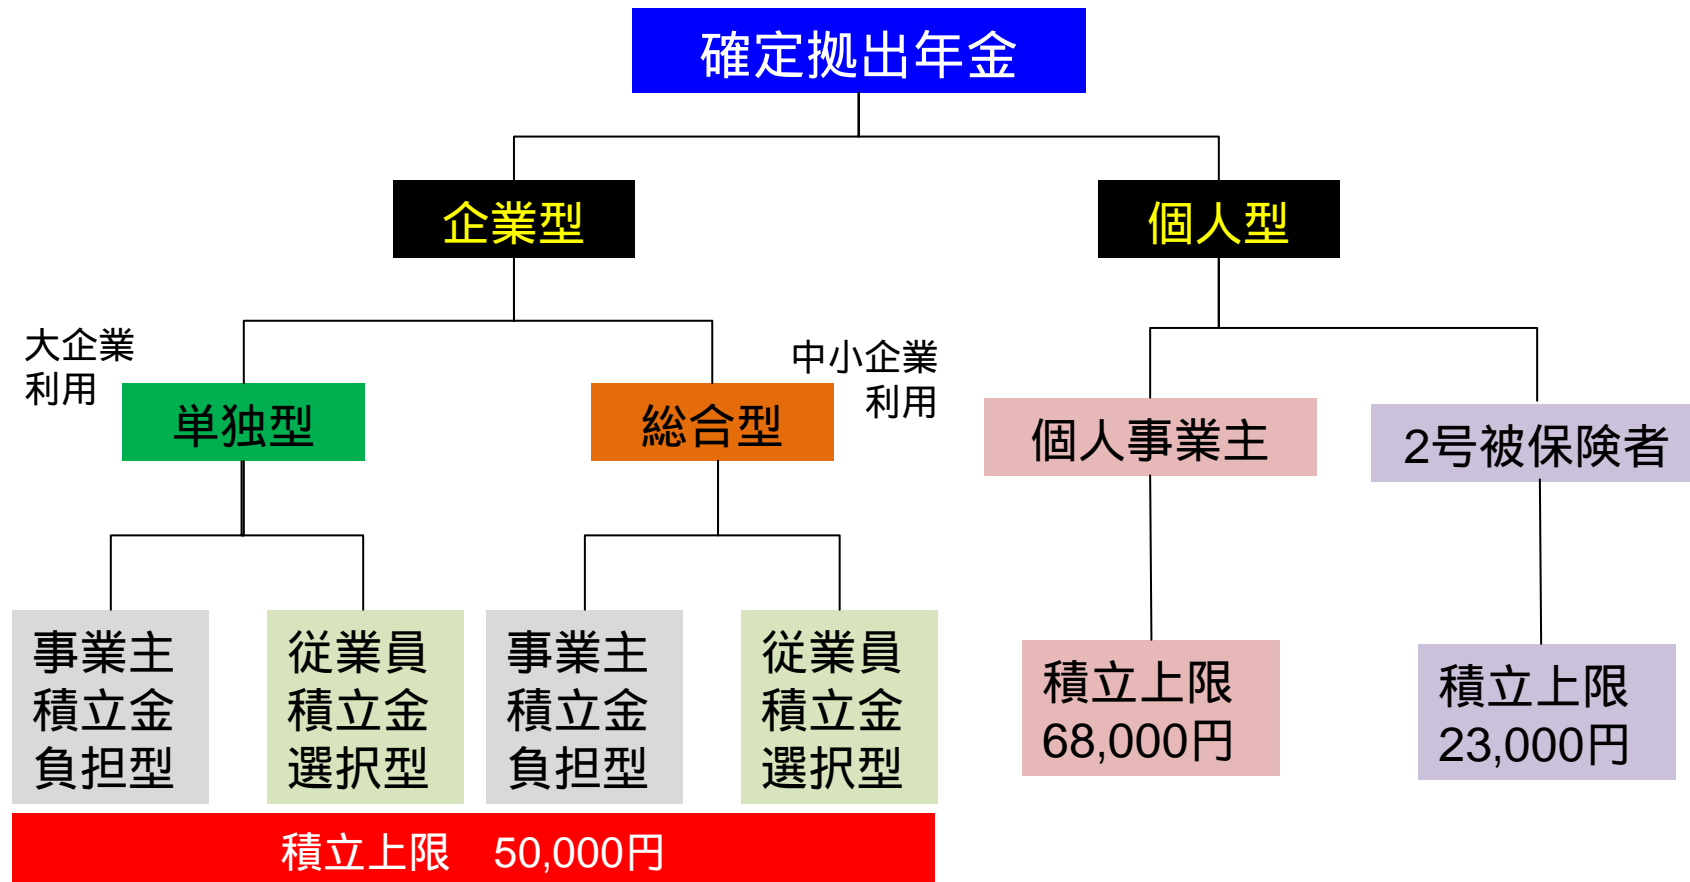 確定拠出年金
企業型
個人型
大企業
利用
中小企業
利用
単独型
総合型
個人事業主
2号被保険者
事業主
積立金
負担型
従業員
積立金
選択型
事業主
積立金
負担型
従業員
積立金
選択型
積立上限
68,000円
積立上限
23,000円
積立上限　50,000円